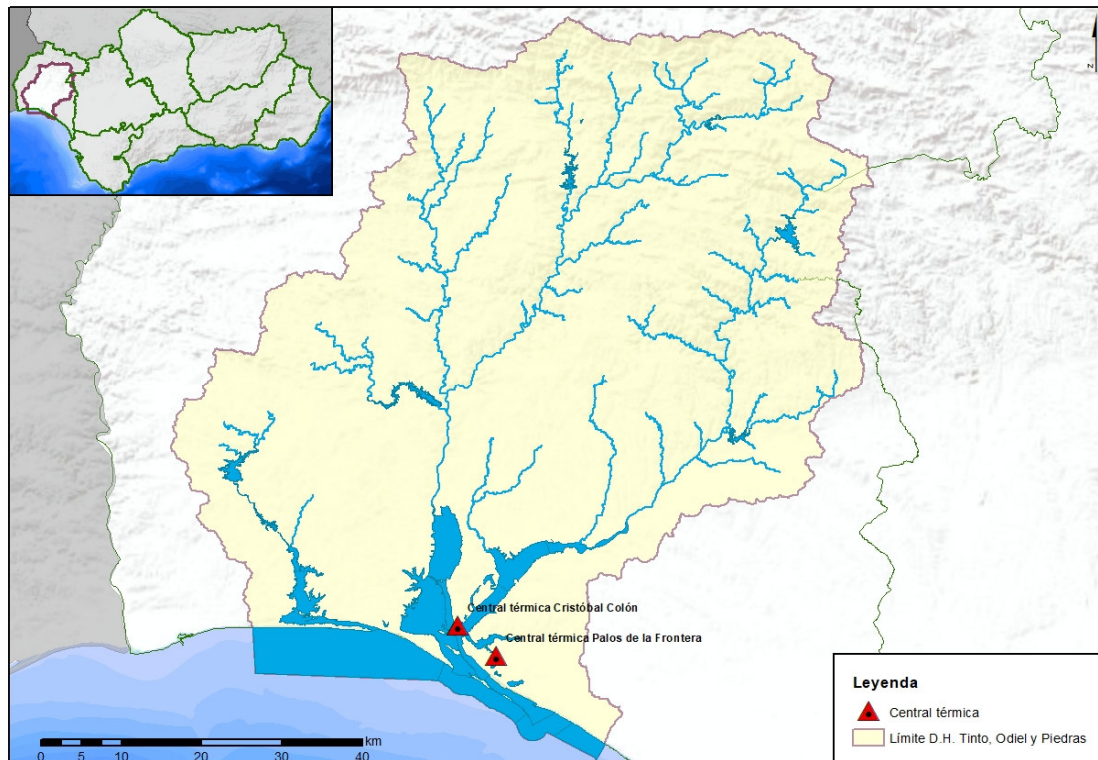 N
Central térmica Cristóbal Colón
Central térmica Palos de la Frontera
Leyenda
Central térmica
Límite D.H. Tinto, Odiel y Piedras
km
0 5 10 20 30 40